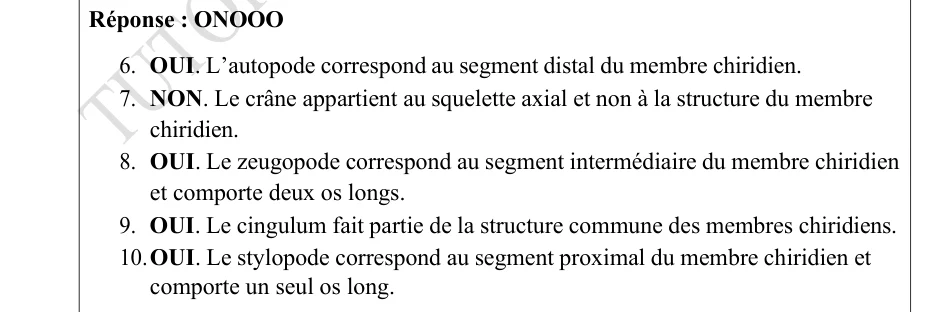 Réponse : ONOOO
6. OUI. L’autopode correspond au segment distal du membre chiridien.
7. NON. Le crâne appartient au squelette axial et non à la structure du membre
chiridien.
8. OUI. Le zeugopode correspond au segment intermédiaire du membre chiridien
et comporte deux os longs.
9. OUI. Le cingulum fait partie de la structure commune des membres chiridiens.
10. OUI. Le stylopode correspond au segment proximal du membre chiridien et
comporte un seul os long.